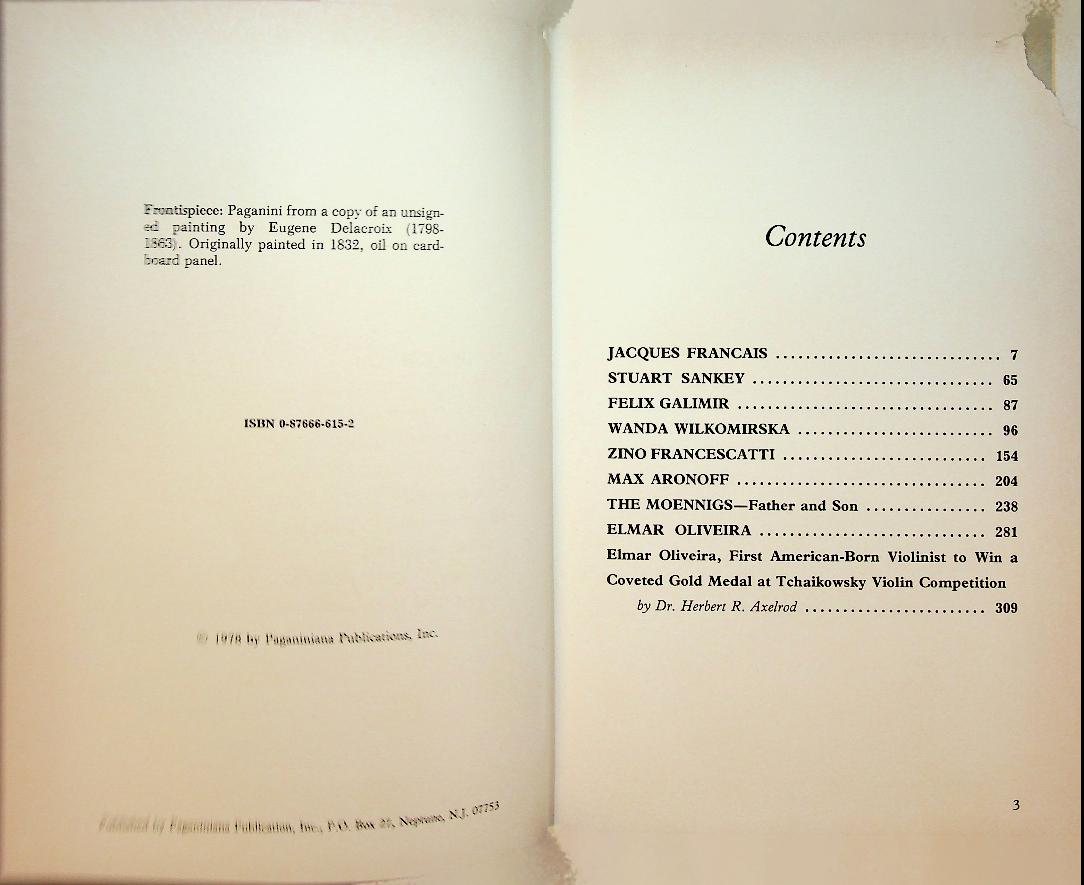 Frontispiece: Paganini from a copy of an unsign-
ed painting by Eugene Delacroix (1798-
1863). Originally painted in 1832, oil on card-
board panel.
ISBN 0-87666-615-2
© 1978 by Paganiniana Publications, Inc.
Published by Paganiniana Publication, Inc., P.O. Box 27, Neptune, N.J. 07753
Contents
JACQUES FRANCAIS .............................. 7
STUART SANKEY ................................ 65
FELIX GALIMIR .................................. 87
WANDA WILKOMIRSKA .......................... 96
ZINO FRANCESCATTI ........................... 154
MAX ARONOFF ................................. 204
THE MOENNIGS—Father and Son ................ 238
ELMAR OLIVEIRA .............................. 281
Elmar Oliveira, First American-Born Violinist to Win a
Coveted Gold Medal at Tchaikowsky Violin Competition
by Dr. Herbert R. Axelrod ........................ 309
3